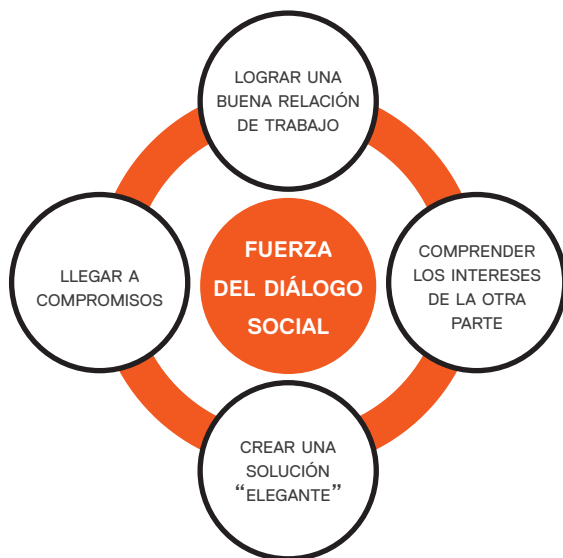 LOGRAR UNA
BUENA RELACIÓN
DE TRABAJO
LLEGAR A
COMPROMISOS
FUERZA
DEL DIÁLOGO
SOCIAL
COMPRENDER
LOS INTERESES
DE LA OTRA
PARTE
CREAR UNA
SOLUCIÓN
“ELEGANTE”